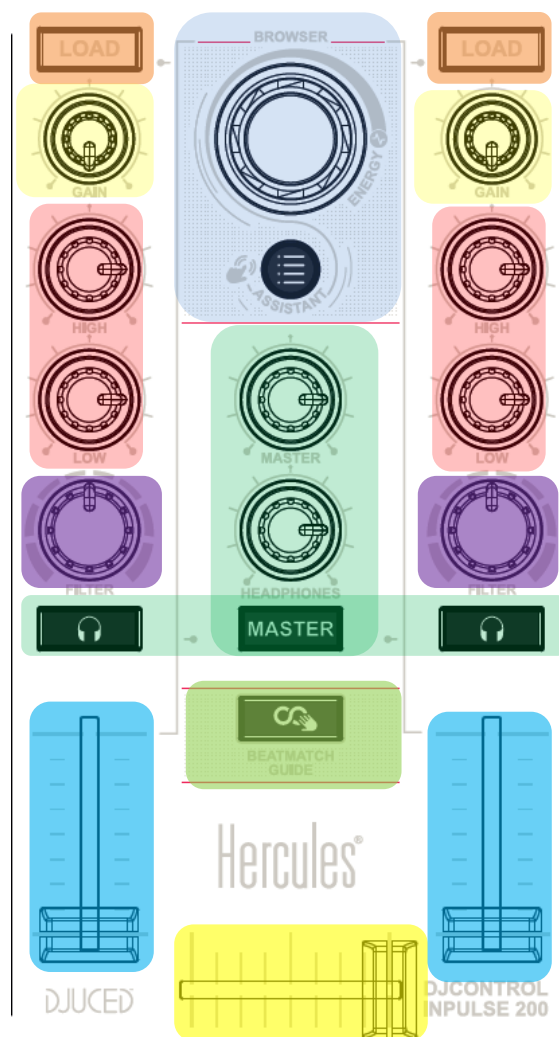 BROWSER
LOAD
LOAD
ENERGY
GAIN
GAIN
ASSISTANT
HIGH
HIGH
LOW
MASTER
LOW
FILTER
HEADPHONES
FILTER
MASTER
BEATMATCH
GUIDE
Hercules®
DJUCED
DJCONTROL
INPULSE 200